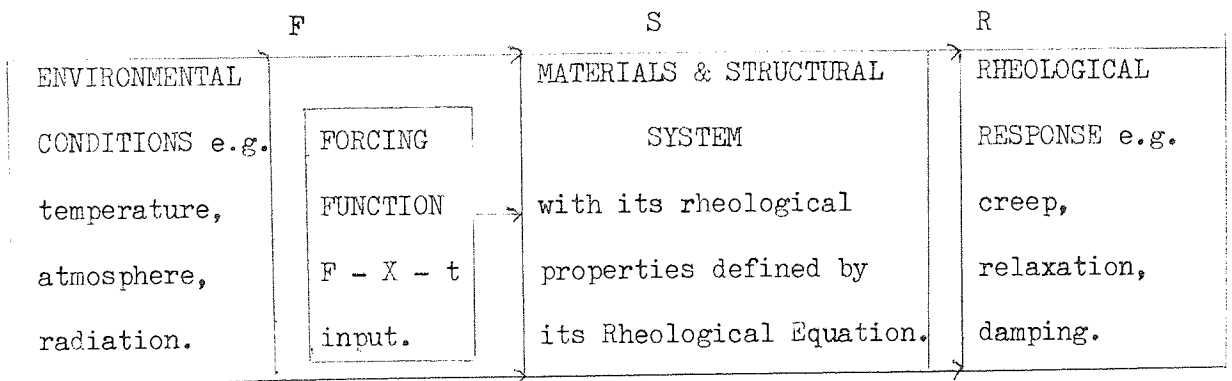 F S R
ENVIRONMENTAL
CONDITIONS e.g.
temperature,
atmosphere,
radiation.
FORCING
FUNCTION
F - X - t
input.
MATERIALS & STRUCTURAL
SYSTEM
with its rheological
properties defined by
its Rheological Equation.
RHEOLOGICAL
RESPONSE e.g.
creep,
relaxation,
damping.